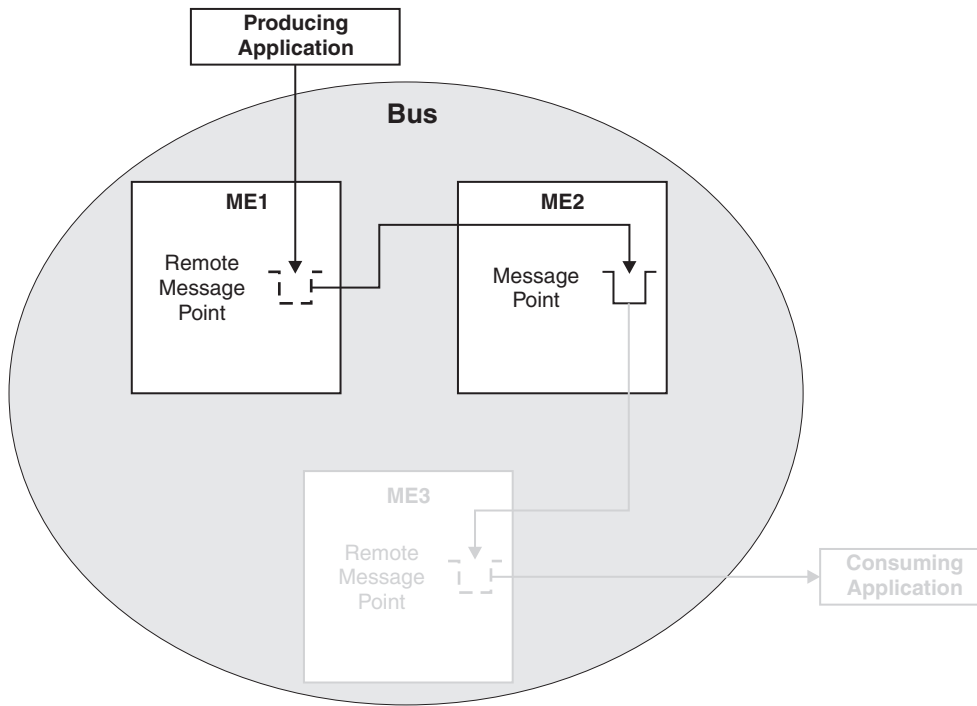 Producing
Application
Bus
ME1
ME2
Remote
Message
Point
Message
Point
ME3
Remote
Message
Point
Consuming
Application